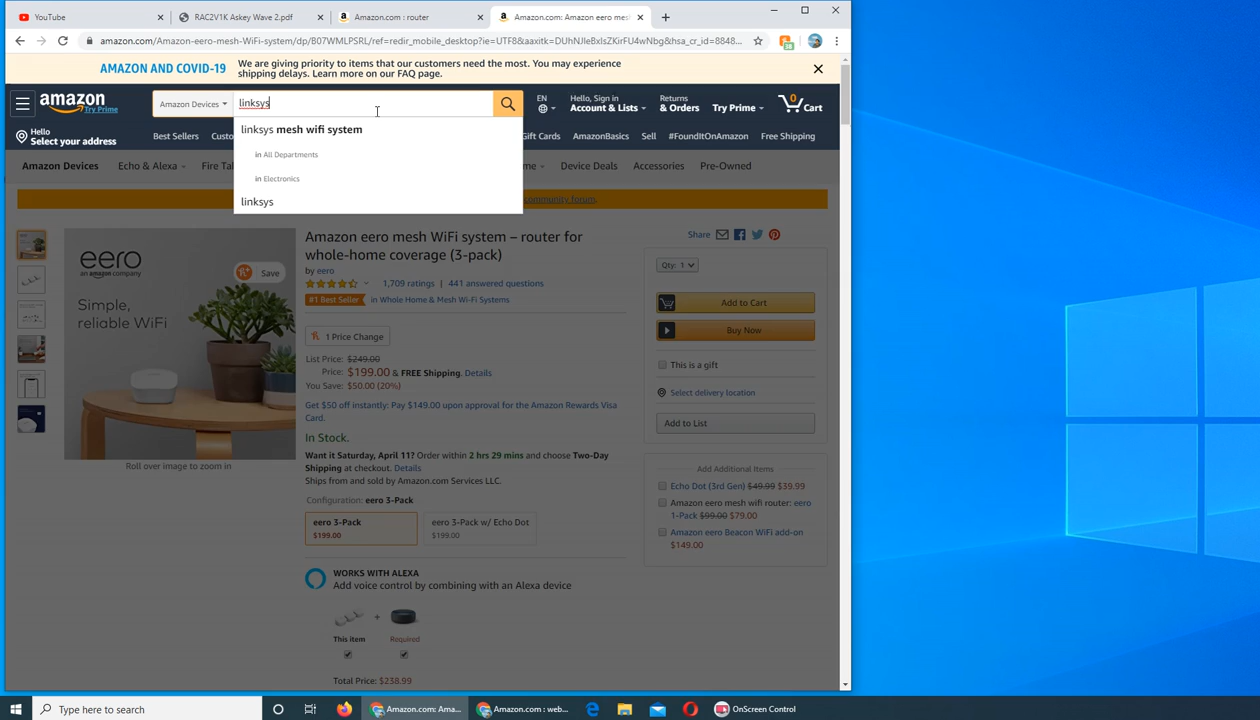 YouTube
RAC2V1K Askey Wave 2.pdf
Amazon.com : router
Amazon.com: Amazon eero mesh
amazon.com/Amazon-eero-mesh-WiFi-system/dp/B07WMLPSRL/ref=redir_mobile_desktop?ie=UTF8&aaxitk=DUhNJleBxlsZKirFU4wNbg&hsa_cr_id=8848...
38
AMAZON AND COVID-19
We are giving priority to items that our customers need the most. You may experience
shipping delays. Learn more on our FAQ page.
amazon
Try Prime
Amazon Devices
linksys
EN
Hello, Sign in
Account & Lists
Returns
& Orders
Try Prime
0
Cart
Hello
Select your address
Best Sellers
Custo
AmazonBasics
Sell
#FoundItOnAmazon
Free Shipping
linksys mesh wifi system
in All Departments
in Electronics
linksys
Amazon Devices
Echo & Alexa
Fire Ta
me
Device Deals
Accessories
Pre-Owned
ommunity forum.
eero
an amazon company
Simple,
reliable WiFi
Save
Roll over image to zoom in
Amazon eero mesh WiFi system – router for
whole-home coverage (3-pack)
by eero
1,709 ratings | 441 answered questions
#1 Best Seller in Whole Home & Mesh Wi-Fi Systems
1 Price Change
List Price: $249.00
Price: $199.00 & FREE Shipping. Details
You Save: $50.00 (20%)
Get $50 off instantly: Pay $149.00 upon approval for the Amazon Rewards Visa
Card.
In Stock.
Want it Saturday, April 11? Order within 2 hrs 29 mins and choose Two-Day
Shipping at checkout. Details
Ships from and sold by Amazon.com Services LLC.
Configuration: eero 3-Pack
eero 3-Pack
$199.00
eero 3-Pack w/ Echo Dot
$199.00
WORKS WITH ALEXA
Add voice control by combining with an Alexa device
+
This item
Required
Total Price: $238.99
Share
Qty: 1
Add to Cart
Buy Now
This is a gift
Select delivery location
Add to List
Add Additional Items
Echo Dot (3rd Gen) $49.99 $39.99
Amazon eero mesh wifi router: eero
1-Pack $99.00 $79.00
Amazon eero Beacon WiFi add-on
$149.00
Type here to search
Amazon.com: Ama...
Amazon.com : web...
OnScreen Control